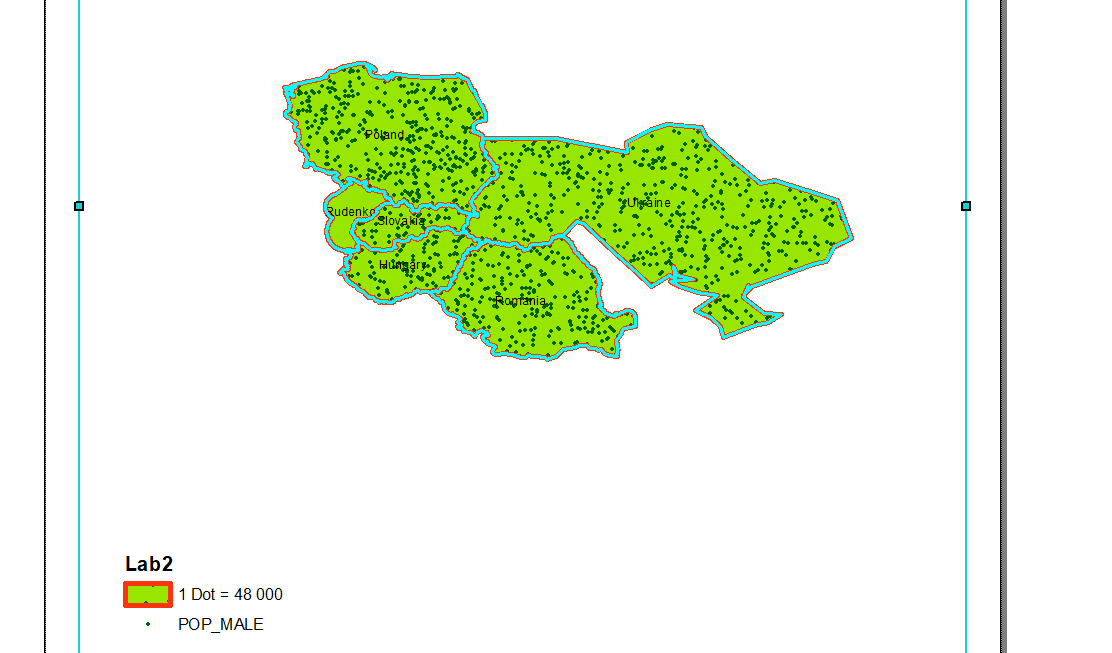 Poland
Ukraine
Rudenko
Slovakia
Hungary
Romania
Lab2
1 Dot = 48 000
POP_MALE